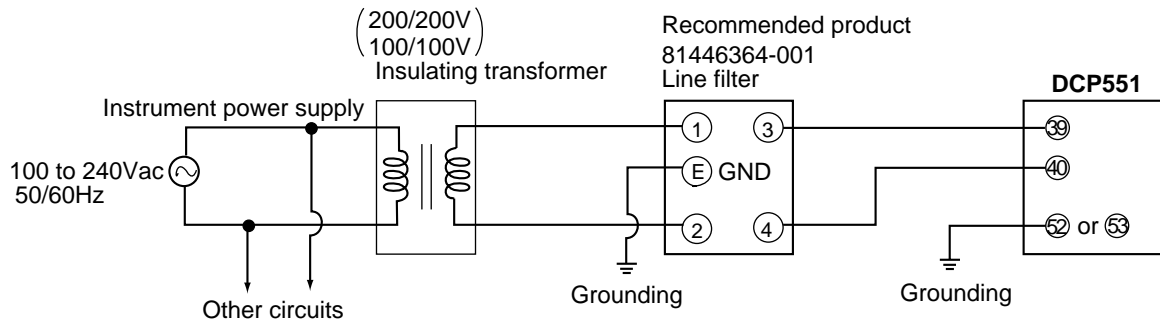 200/200V
100/100V
Insulating transformer
Recommended product
81446364-001
Line filter
DCP551
Instrument power supply
100 to 240Vac
50/60Hz
1
3
E GND
2
4
39
40
52 or 53
Grounding
Grounding
Other circuits